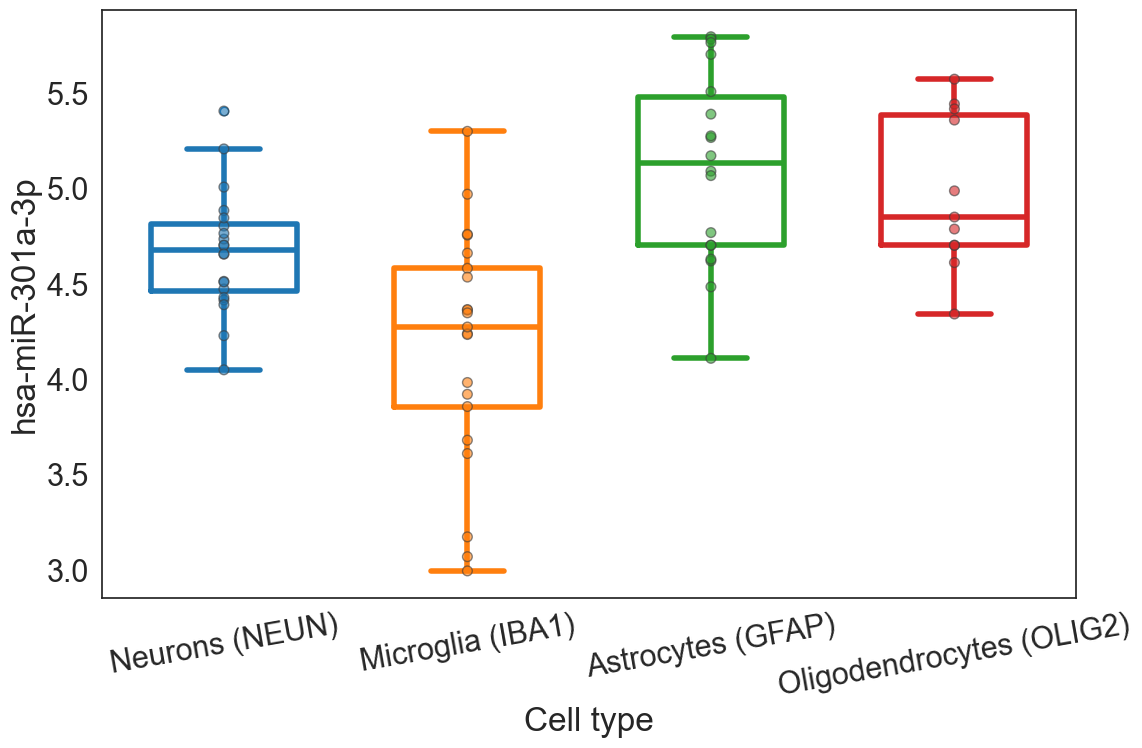 hsa-miR-301a-3p
5.5
5.0
4.5
4.0
3.5
3.0
Neurons (NEUN)
Microglia (IBA1)
Astrocytes (GFAP)
Oligodendrocytes (OLIG2)
Cell type